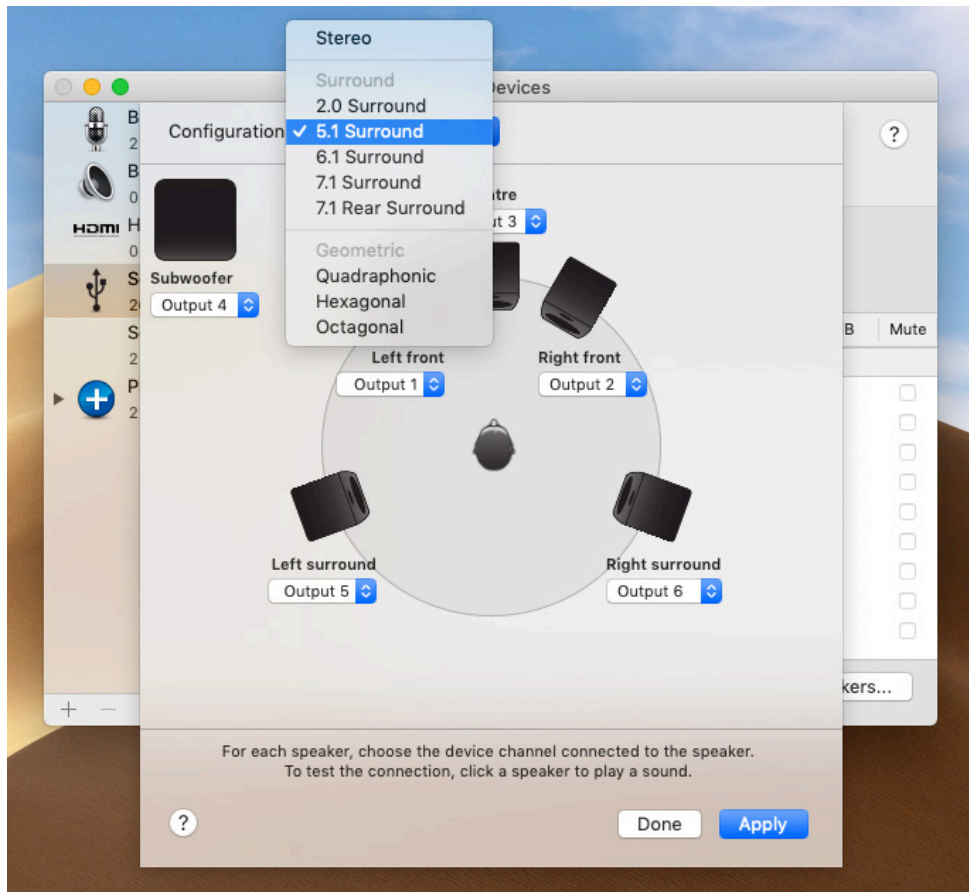 Stereo
Surround
2.0 Surround
5.1 Surround
6.1 Surround
7.1 Surround
7.1 Rear Surround
Geometric
Quadraphonic
Hexagonal
Octagonal
Configuration
?
HDMI
Subwoofer
Output 4
3
Left front
Output 1
Right front
Output 2
B
Mute
Left surround
Output 5
Right surround
Output 6
For each speaker, choose the device channel connected to the speaker.
To test the connection, click a speaker to play a sound.
?
Done
Apply